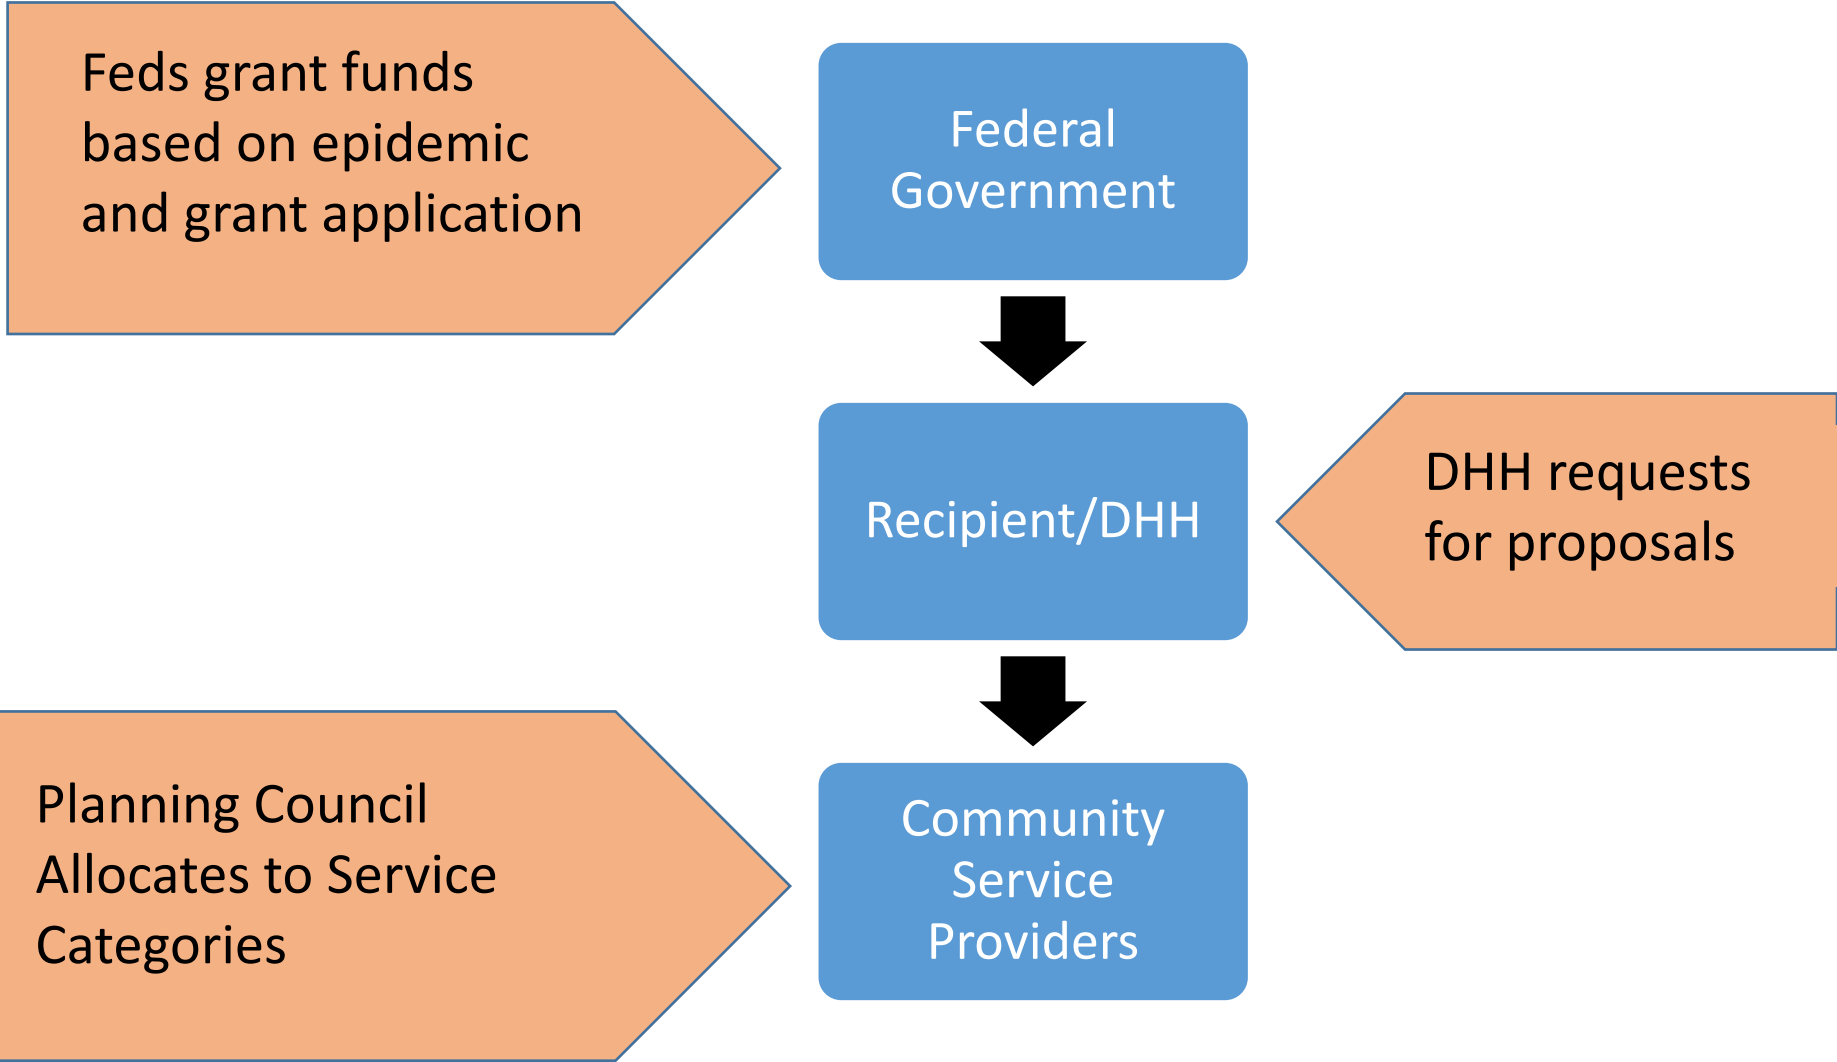 Feds grant funds
based on epidemic
and grant application
Federal
Government
Recipient/DHH
DHH requests
for proposals
Planning Council
Allocates to Service
Categories
Community
Service
Providers